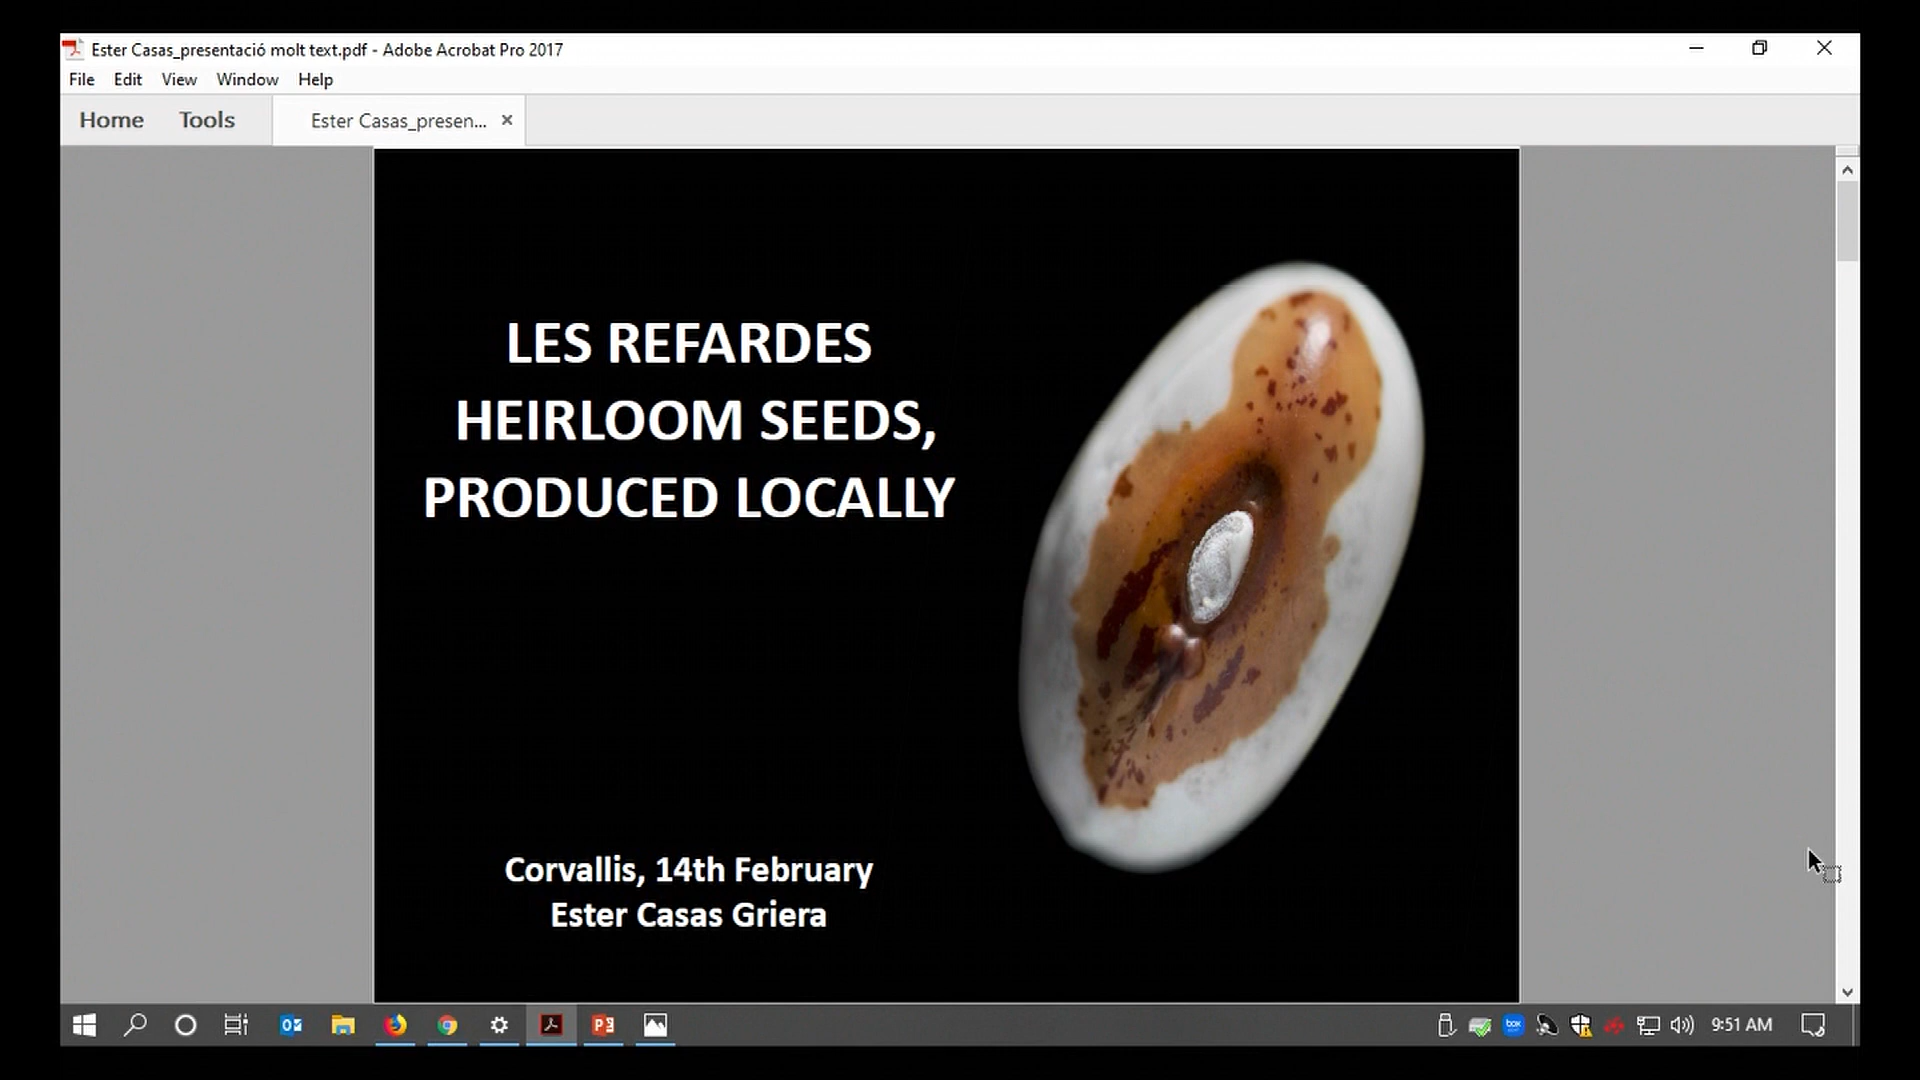 Ester Casas_presentació molt text.pdf - Adobe Acrobat Pro 2017
File Edit View Window Help
Home Tools Ester Casas_presen...
LES REFARDES
HEIRLOOM SEEDS,
PRODUCED LOCALLY
Corvallis, 14th February
Ester Casas Griera
box
9:51 AM